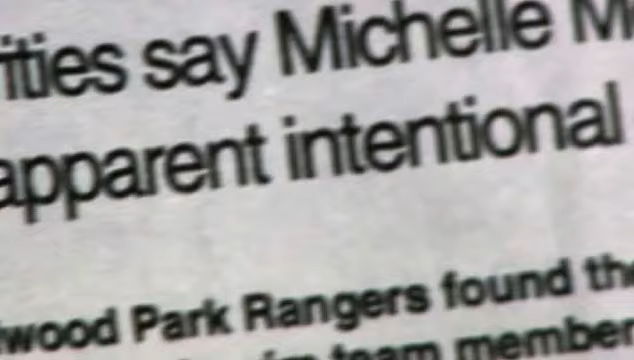 ities say Michelle M
apparent intentional
wood Park Rangers found the
team member